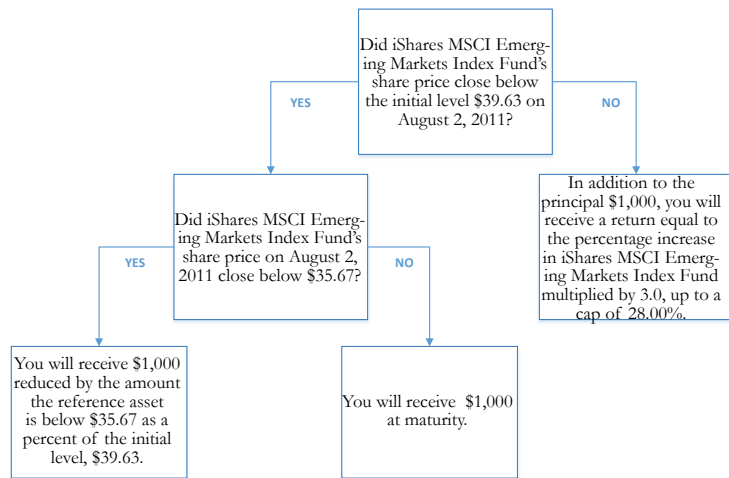 Did iShares MSCI Emerg-
ing Markets Index Fund's
share price close below
the initial level $39.63 on
August 2, 2011?
YES
NO
Did iShares MSCI Emerg-
ing Markets Index Fund's
share price on August 2,
2011 close below $35.67?
In addition to the
principal $1,000, you will
receive a return equal to
the percentage increase
in iShares MSCI Emerg-
ing Markets Index Fund
multiplied by 3.0, up to a
cap of 28.00%.
YES
NO
You will receive $1,000
reduced by the amount
the reference asset
is below $35.67 as a
percent of the initial
level, $39.63.
You will receive $1,000
at maturity.